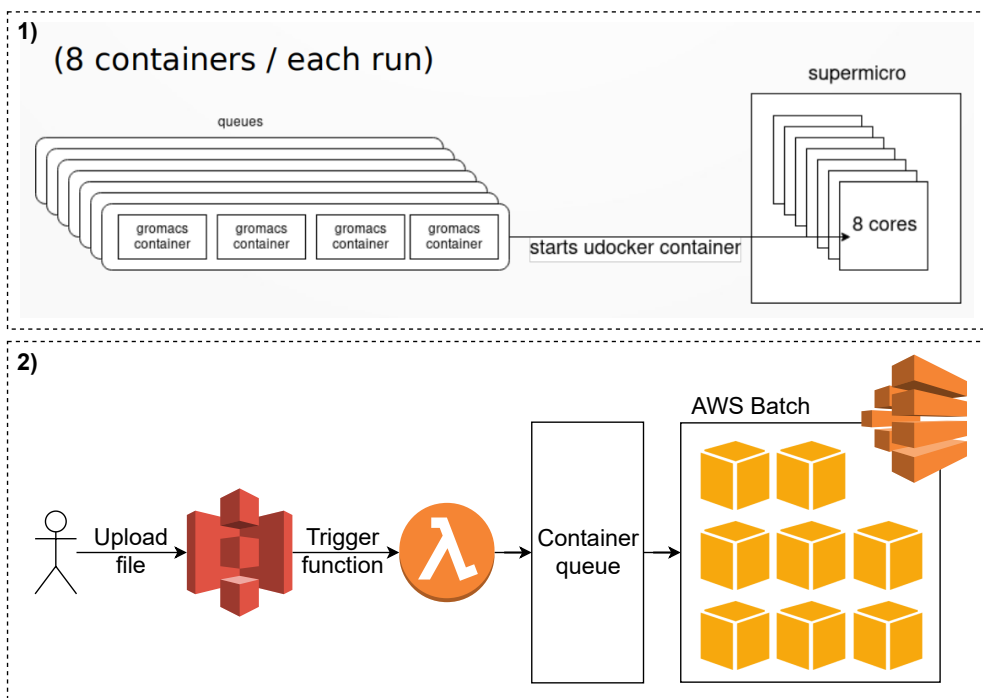 1)
(8 containers / each run)
supermicro
queues
gromacs
container
gromacs
container
gromacs
container
gromacs
container
starts udocker container
8 cores
2)
AWS Batch
Upload
file
Trigger
function
λ
Container
queue